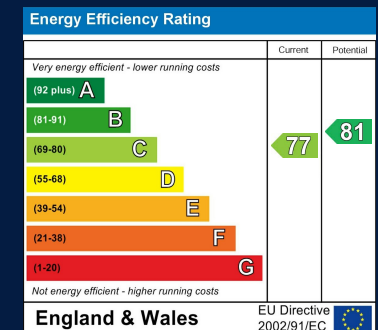 Energy Efficiency Rating
Current Potential
Very energy efficient - lower running costs
(92 plus) A
(81-91) B
(69-80) C
(55-68) D
(39-54) E
(21-38) F
(1-20) G
77
81
Not energy efficient - higher running costs
England & Wales
EU Directive
2002/91/EC